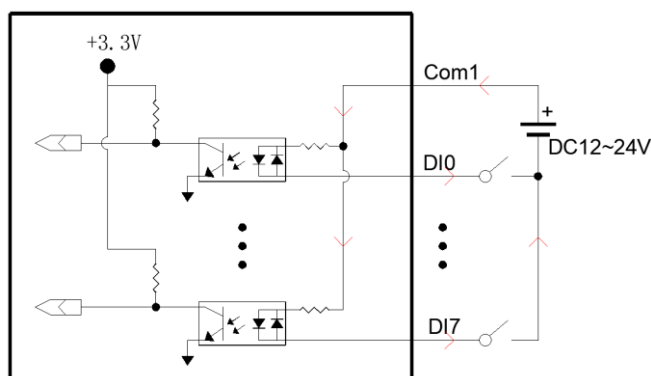 +3.3V
Com1
+
DC12~24V
DI0
DI7